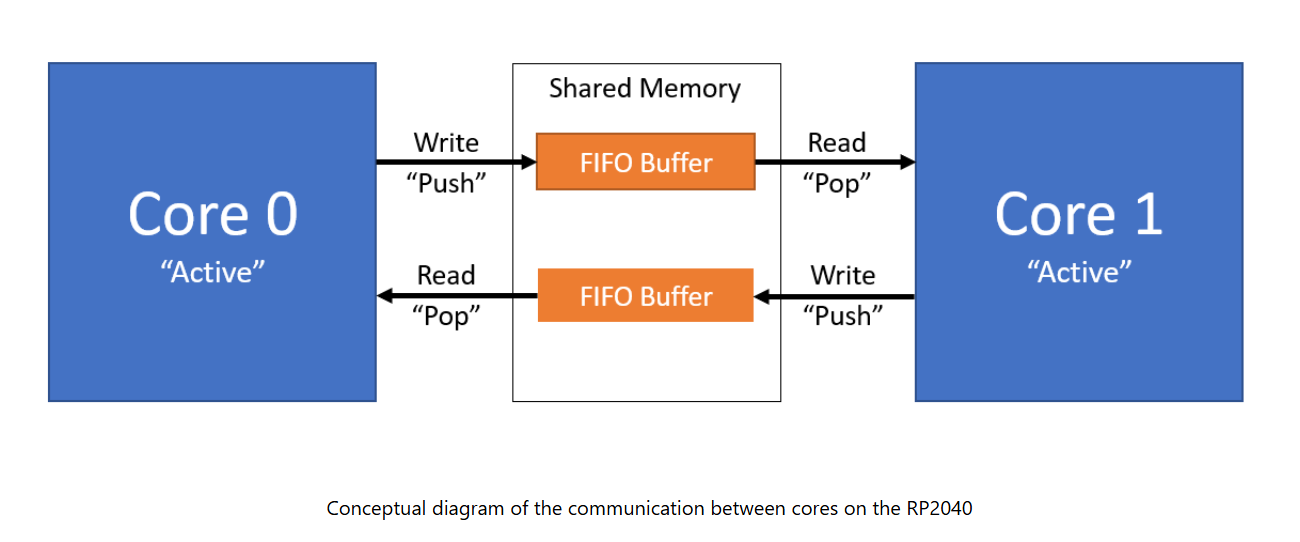 Shared Memory
Write
“Push”
FIFO Buffer
Read
“Pop”
Core 0
“Active”
Core 1
“Active”
Read
“Pop”
FIFO Buffer
Write
“Push”
Conceptual diagram of the communication between cores on the RP2040